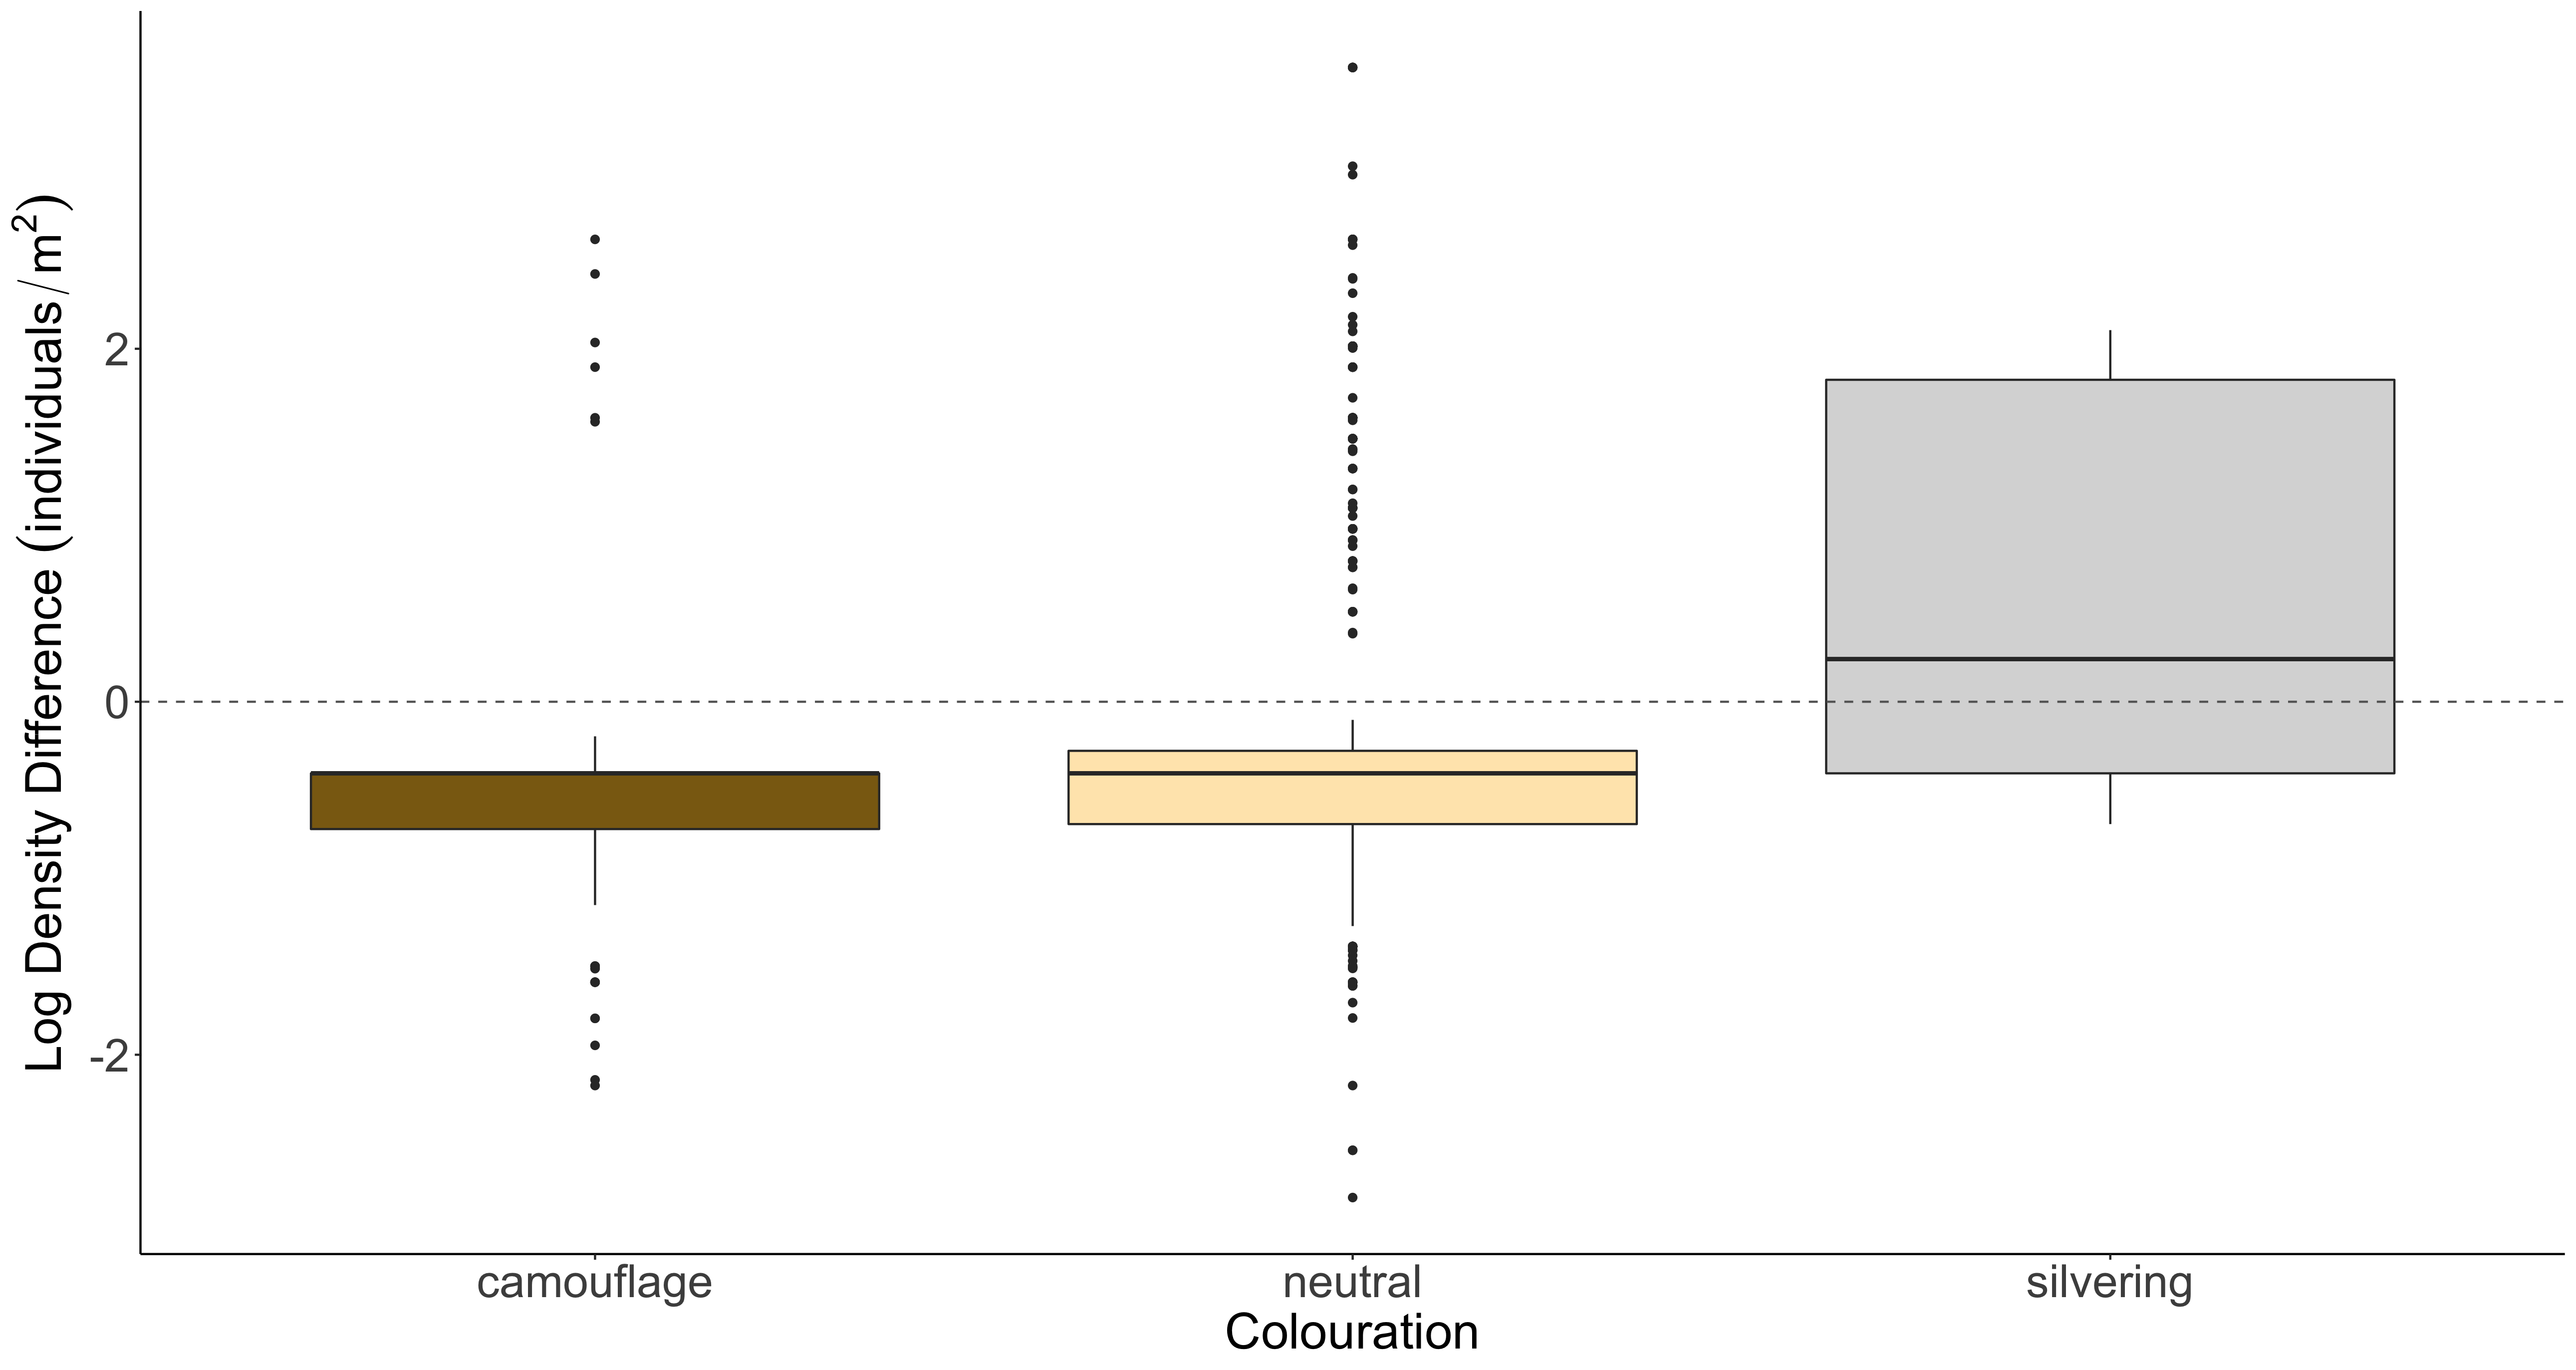 Log Density Difference (individuals/m²)
2
0
-2
camouflage neutral silvering
Colouration